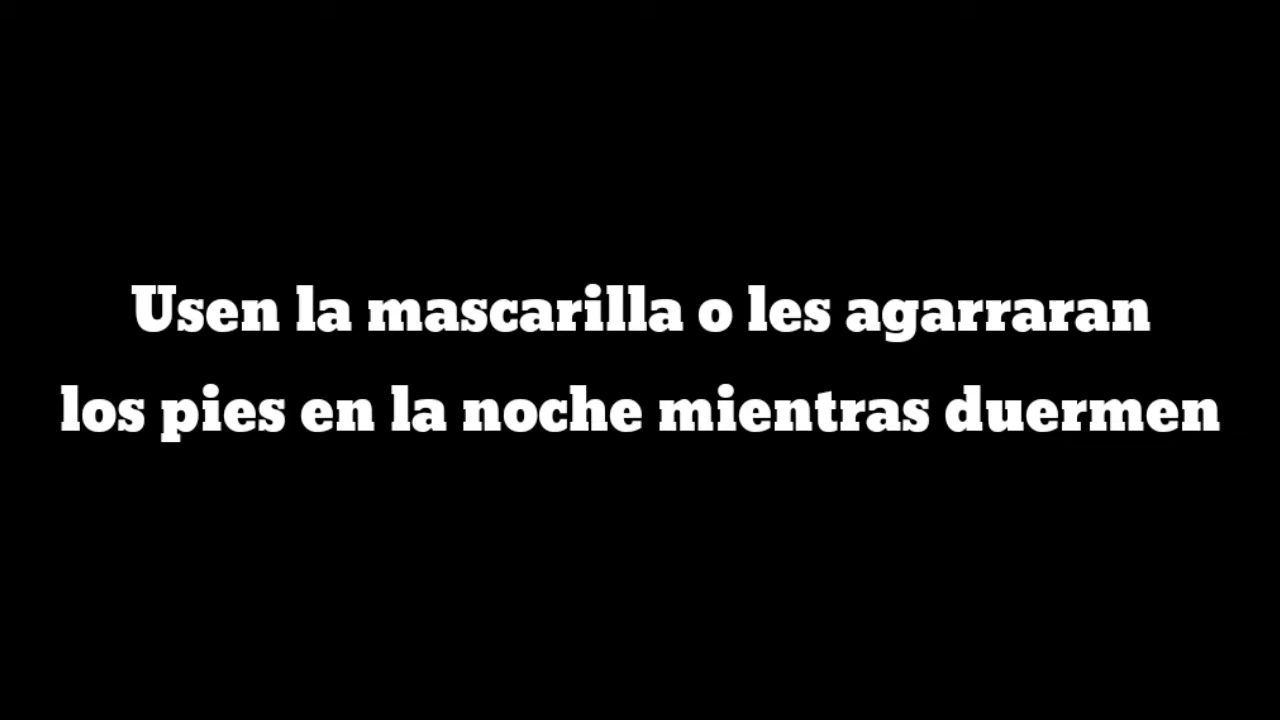 Usen la mascarilla o les agarraran
los pies en la noche mientras duermen